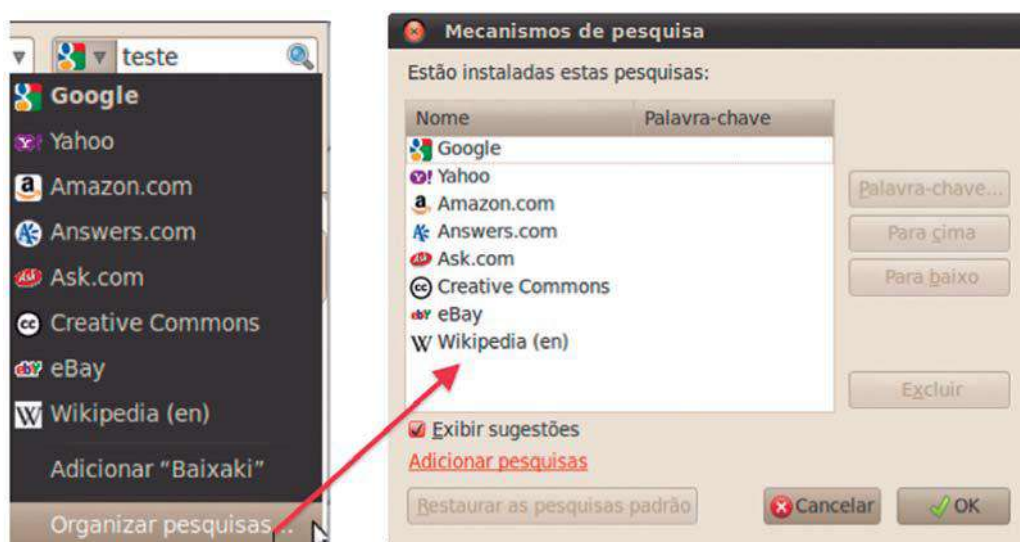 teste
Google
Yahoo
Amazon.com
Answers.com
Ask.com
Creative Commons
eBay
Wikipedia (en)
Adicionar “Baixaki”
Organizar pesquisas...
Mecanismos de pesquisa
Estão instaladas estas pesquisas:
Nome Palavra-chave
Google
Yahoo
Amazon.com
Answers.com
Ask.com
Creative Commons
eBay
Wikipedia (en)
Palavra-chave...
Para cima
Para baixo
Excluir
Exibir sugestões
Adicionar pesquisas
Restaurar as pesquisas padrão
Cancelar
OK